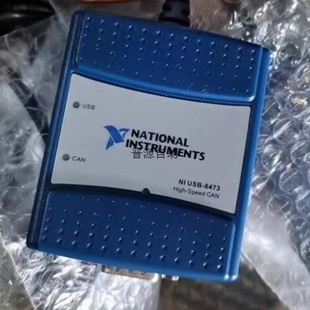 USB
NATIONAL
INSTRUMENTS
CAN
NI USB-8473
High-Speed CAN